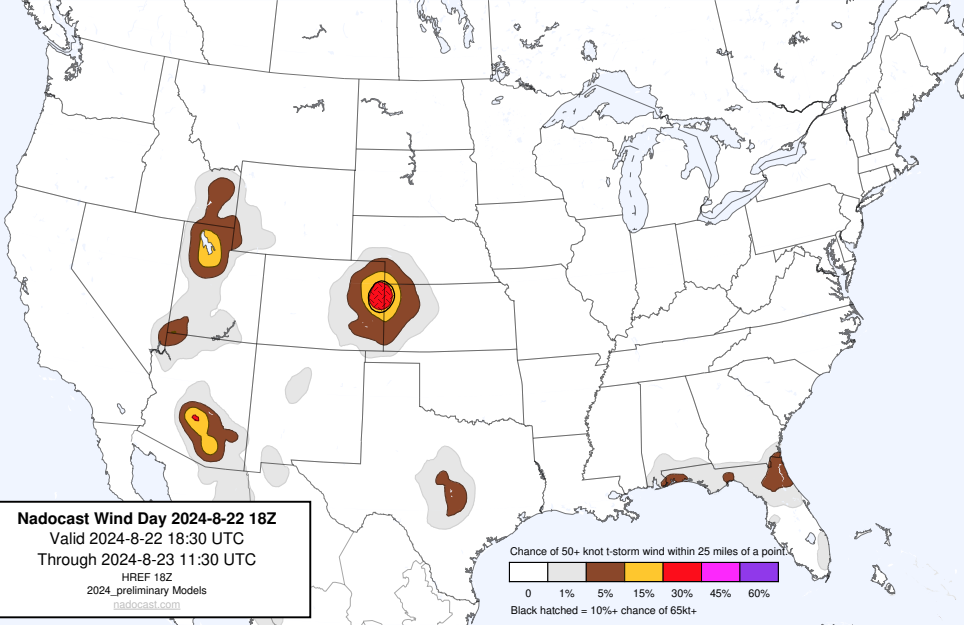 Nadocast Wind Day 2024-8-22 18Z
Valid 2024-8-22 18:30 UTC
Through 2024-8-23 11:30 UTC
HREF 18Z
2024_preliminary Models
nadocast.com
Chance of 50+ knot t-storm wind within 25 miles of a point.
0 1% 5% 15% 30% 45% 60%
Black hatched = 10%+ chance of 65kt+